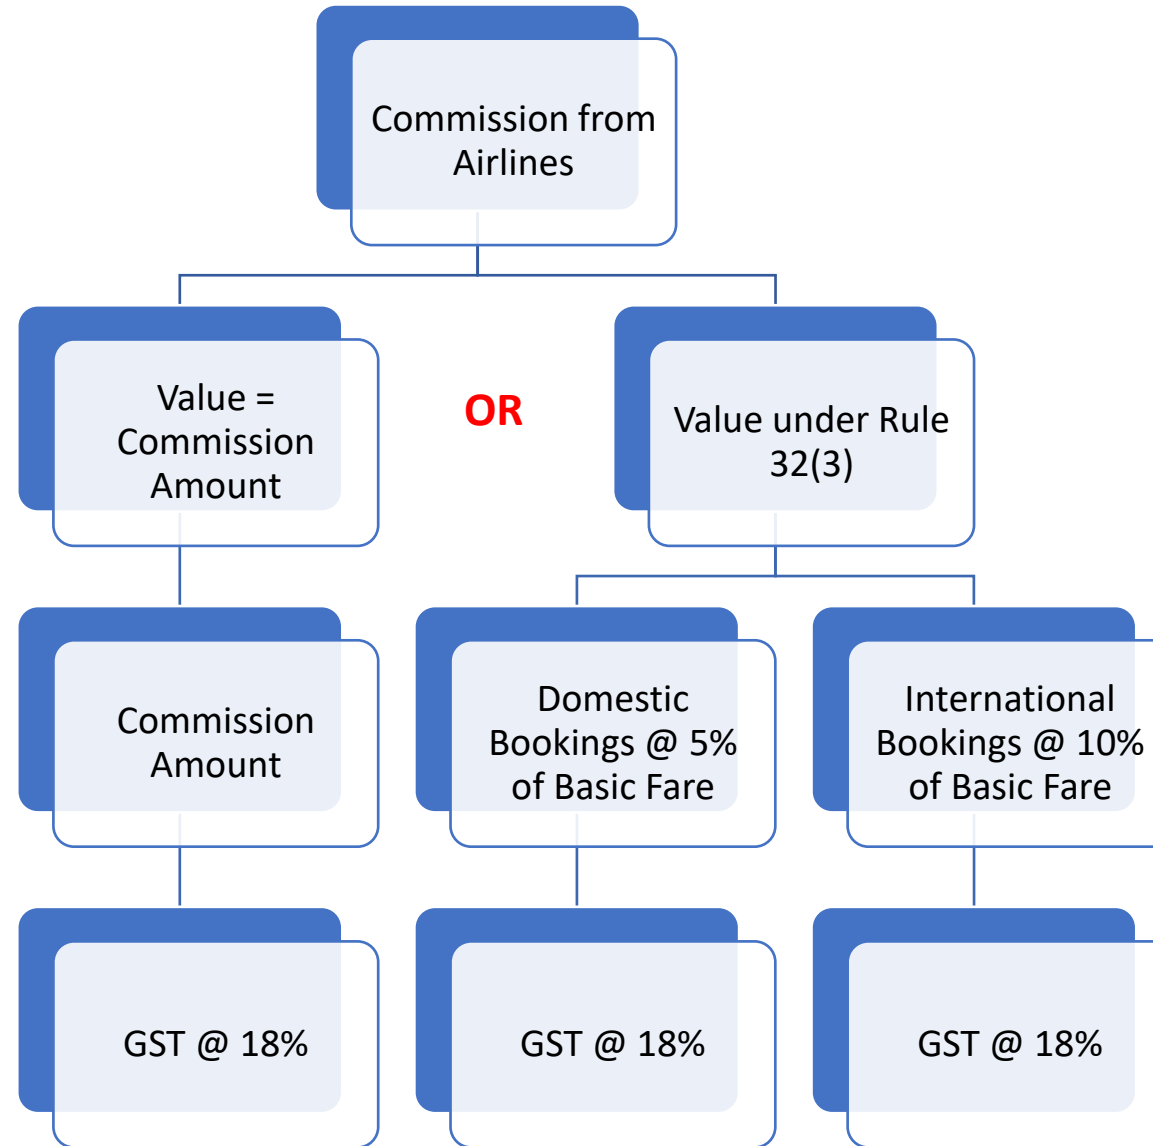 Commission from
Airlines
Value =
Commission
Amount
OR
Value under Rule
32(3)
Commission
Amount
Domestic
Bookings @ 5%
of Basic Fare
International
Bookings @ 10%
of Basic Fare
GST @ 18%
GST @ 18%
GST @ 18%